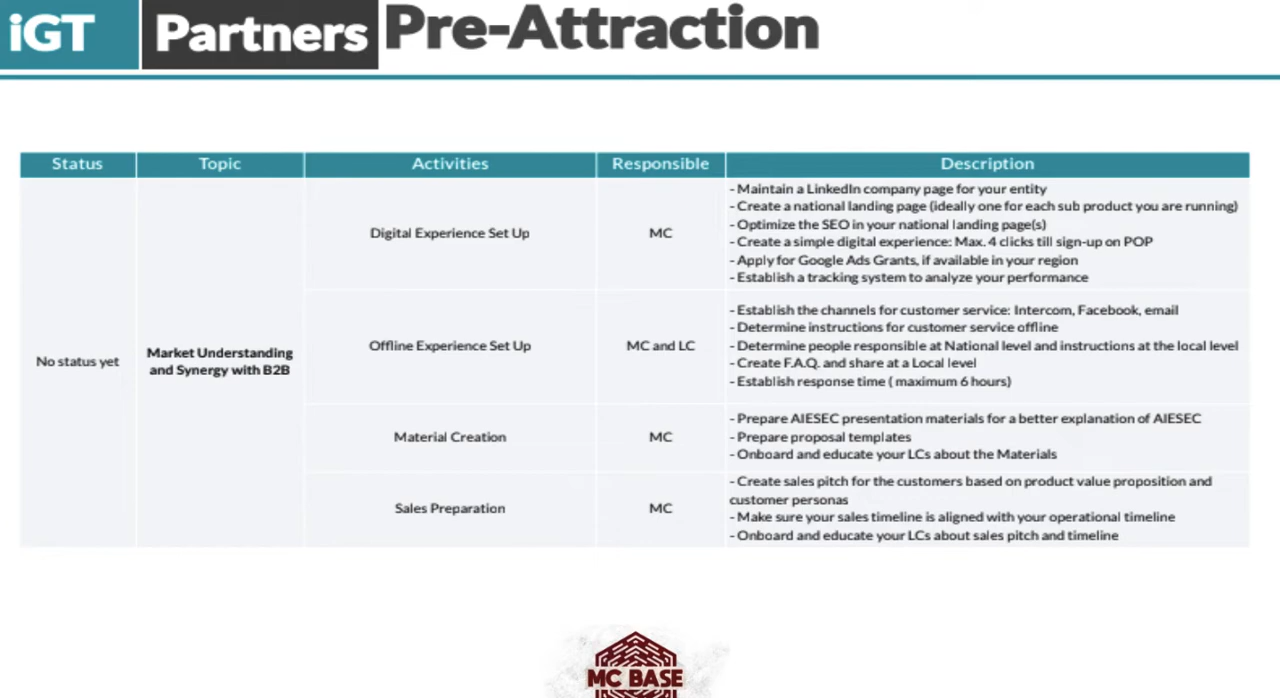 iGT Partners Pre-Attraction
Status Topic Activities Responsible Description
No status yet
Market Understanding
and Synergy with B2B
Digital Experience Set Up
MC
- Maintain a LinkedIn company page for your entity
- Create a national landing page (ideally one for each sub product you are running)
- Optimize the SEO in your national landing page(s)
- Create a simple digital experience: Max. 4 clicks till sign-up on POP
- Apply for Google Ads Grants, if available in your region
- Establish a tracking system to analyze your performance
Offline Experience Set Up
MC and LC
- Establish the channels for customer service: Intercom, Facebook, email
- Determine instructions for customer service offline
- Determine people responsible at National level and instructions at the local level
- Create F.A.Q. and share at a Local level
- Establish response time ( maximum 6 hours)
Material Creation
MC
- Prepare AIESEC presentation materials for a better explanation of AIESEC
- Prepare proposal templates
- Onboard and educate your LCs about the Materials
Sales Preparation
MC
- Create sales pitch for the customers based on product value proposition and
customer personas
- Make sure your sales timeline is aligned with your operational timeline
- Onboard and educate your LCs about sales pitch and timeline
MC BASE